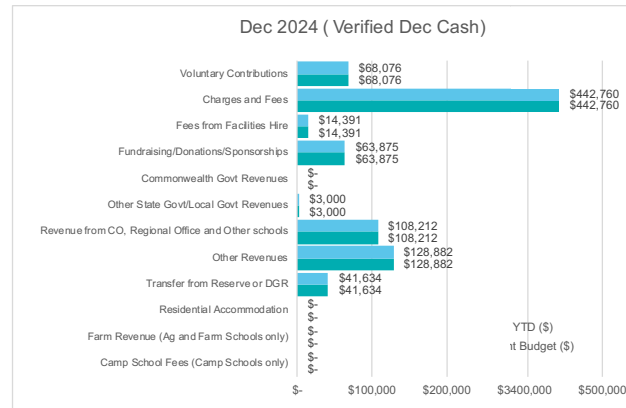 Dec 2024 ( Verified Dec Cash)
Voluntary Contributions
$68,076
$68,076
Charges and Fees
$442,760
$442,760
Fees from Facilities Hire
$14,391
$14,391
Fundraising/Donations/Sponsorships
$63,875
$63,875
Commonwealth Govt Revenues
$-
$-
Other State Govt/Local Govt Revenues
$3,000
$3,000
Revenue from CO, Regional Office and Other schools
$108,212
$108,212
Other Revenues
$128,882
$128,882
Transfer from Reserve or DGR
$41,634
$41,634
Residential Accommodation
$-
$-
Farm Revenue (Ag and Farm Schools only)
$-
$-
YTD ($)
Camp School Fees (Camp Schools only)
$-
$-
nt Budget ($)
$- $100,000 $200,000 $3400,000 $500,000